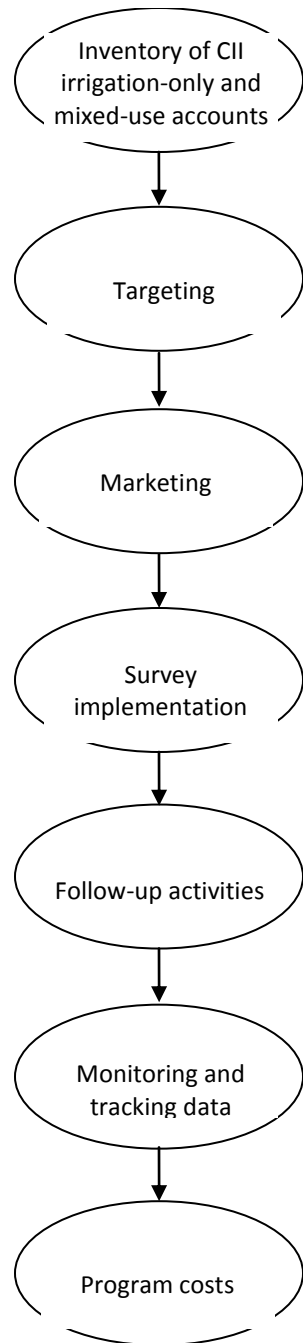 Inventory of CII
irrigation-only and
mixed-use accounts
Targeting
Marketing
Survey
implementation
Follow-up activities
Monitoring and
tracking data
Program costs